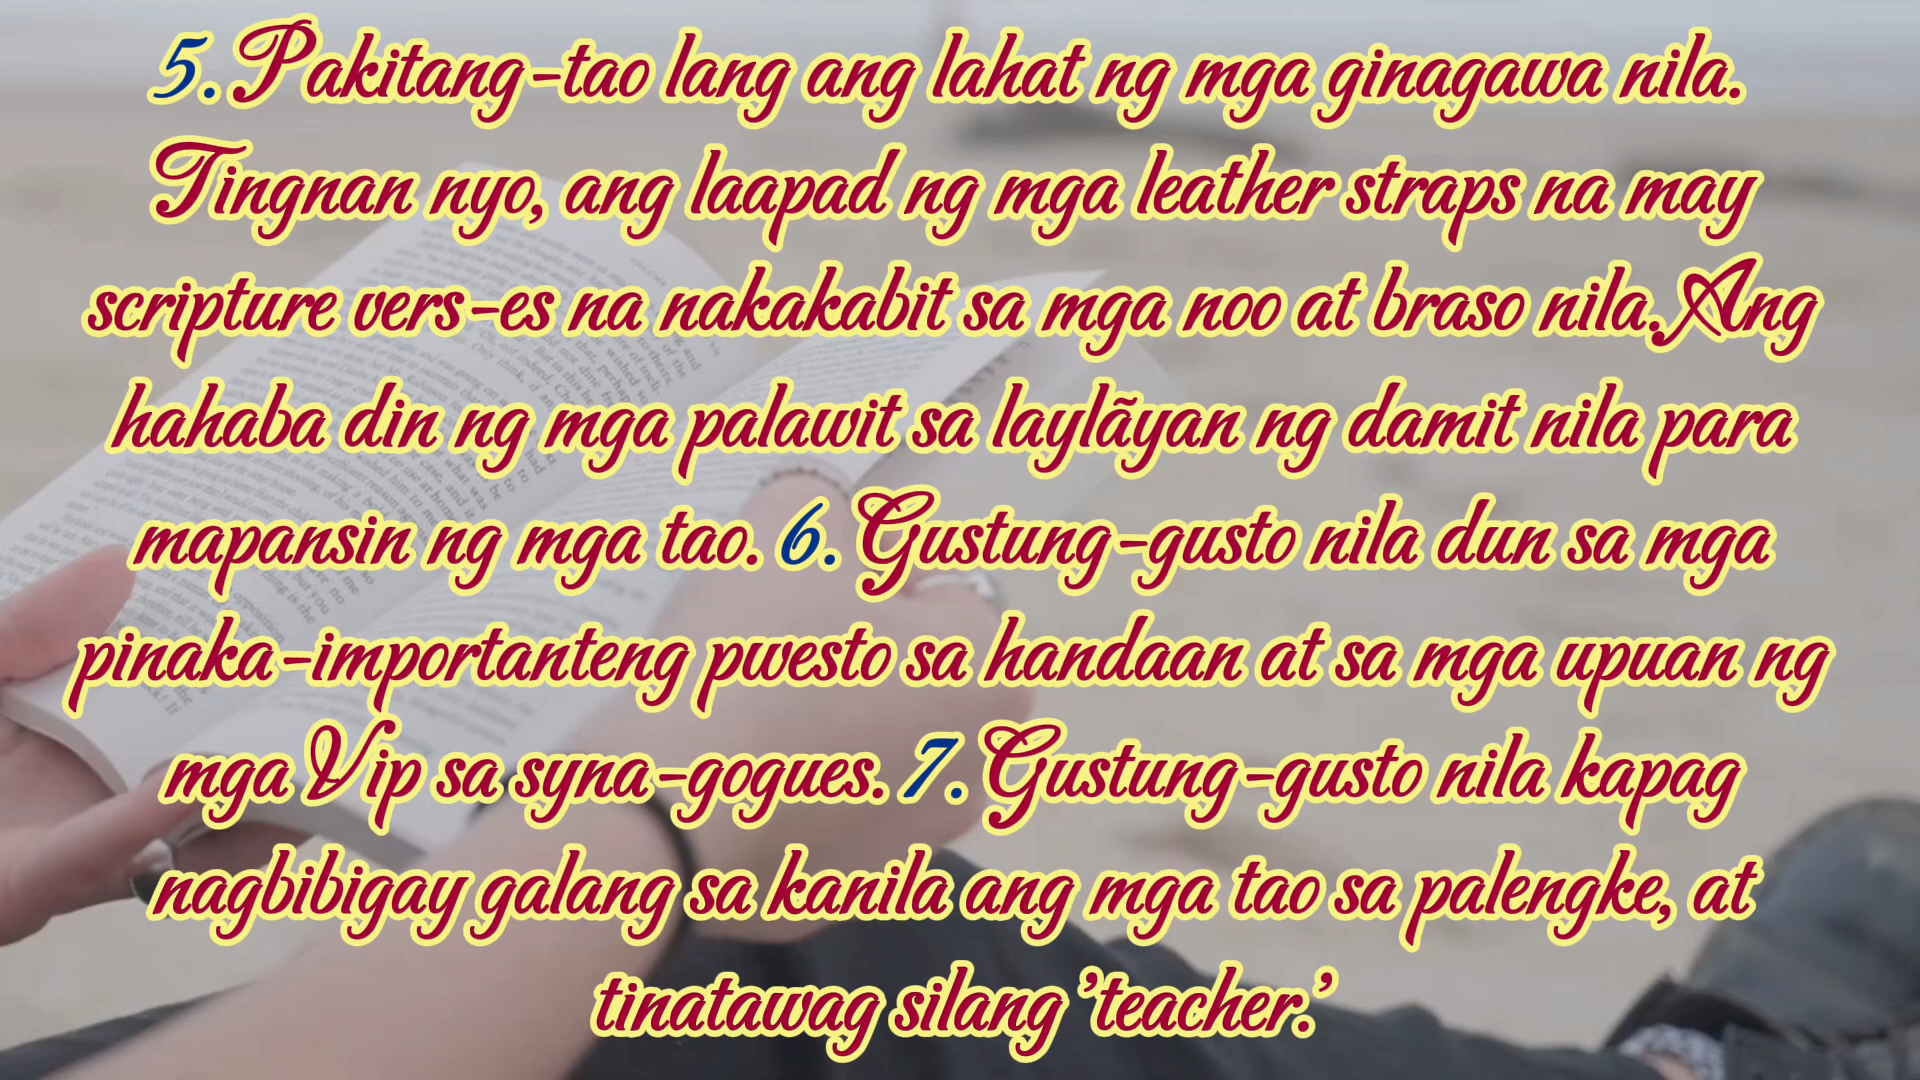 5. Pakitang-tao lang ang lahat ng mga ginagawa nila.
Tingnan nyo, ang laapad ng mga leather straps na may
scripture vers-es na nakakabit sa mga noo at braso nila.Ang
hahaba din ng mga palawit sa laylãyan ng damit nila para
mapansin ng mga tao. 6. Gustung-gusto nila dun sa mga
pinaka-importanteng pwesto sa handaan at sa mga upuan ng
mga Vip sa syna-gogues. 7. Gustung-gusto nila kapag
nagbibigay galang sa kanila ang mga tao sa palengke, at
tinatawag silang 'teacher.'